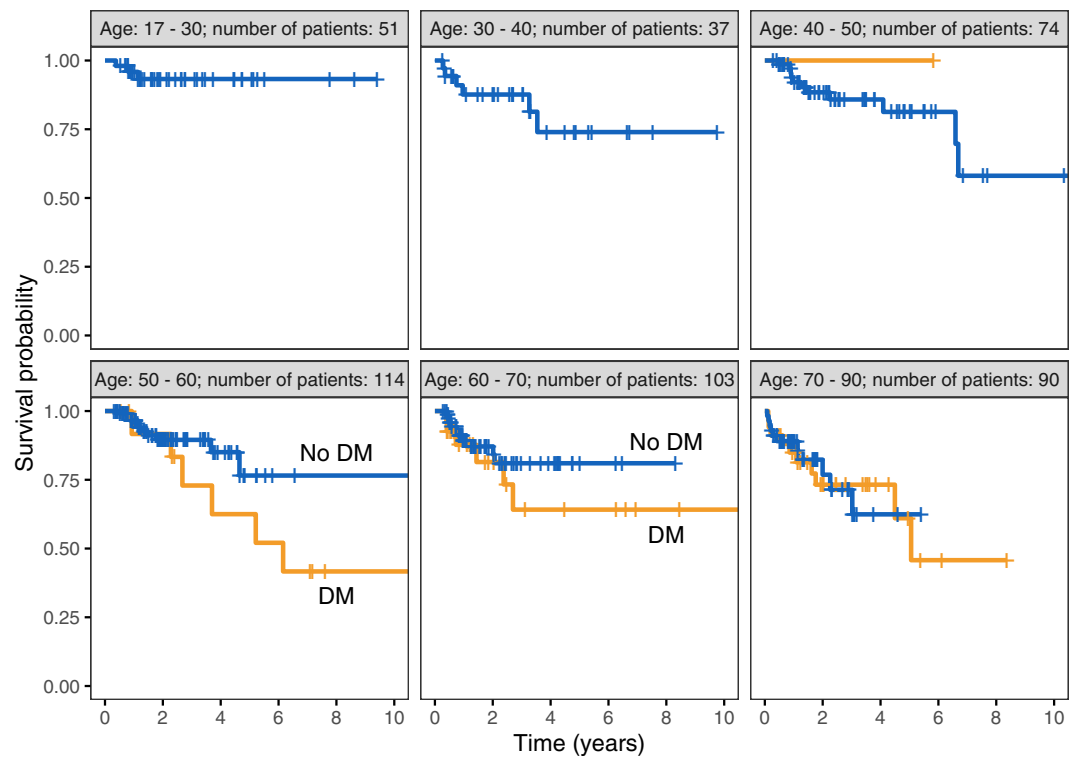 Age: 17 - 30; number of patients: 51
Age: 30 - 40; number of patients: 37
Age: 40 - 50; number of patients: 74
1.00
0.75
0.50
0.25
0.00
Survival probability
Age: 50 - 60; number of patients: 114
Age: 60 - 70; number of patients: 103
Age: 70 - 90; number of patients: 90
1.00
0.75
0.50
0.25
0.00
No DM
DM
No DM
DM
0 2 4 6 8 10
0 2 4 6 8 10
0 2 4 6 8 10
Time (years)